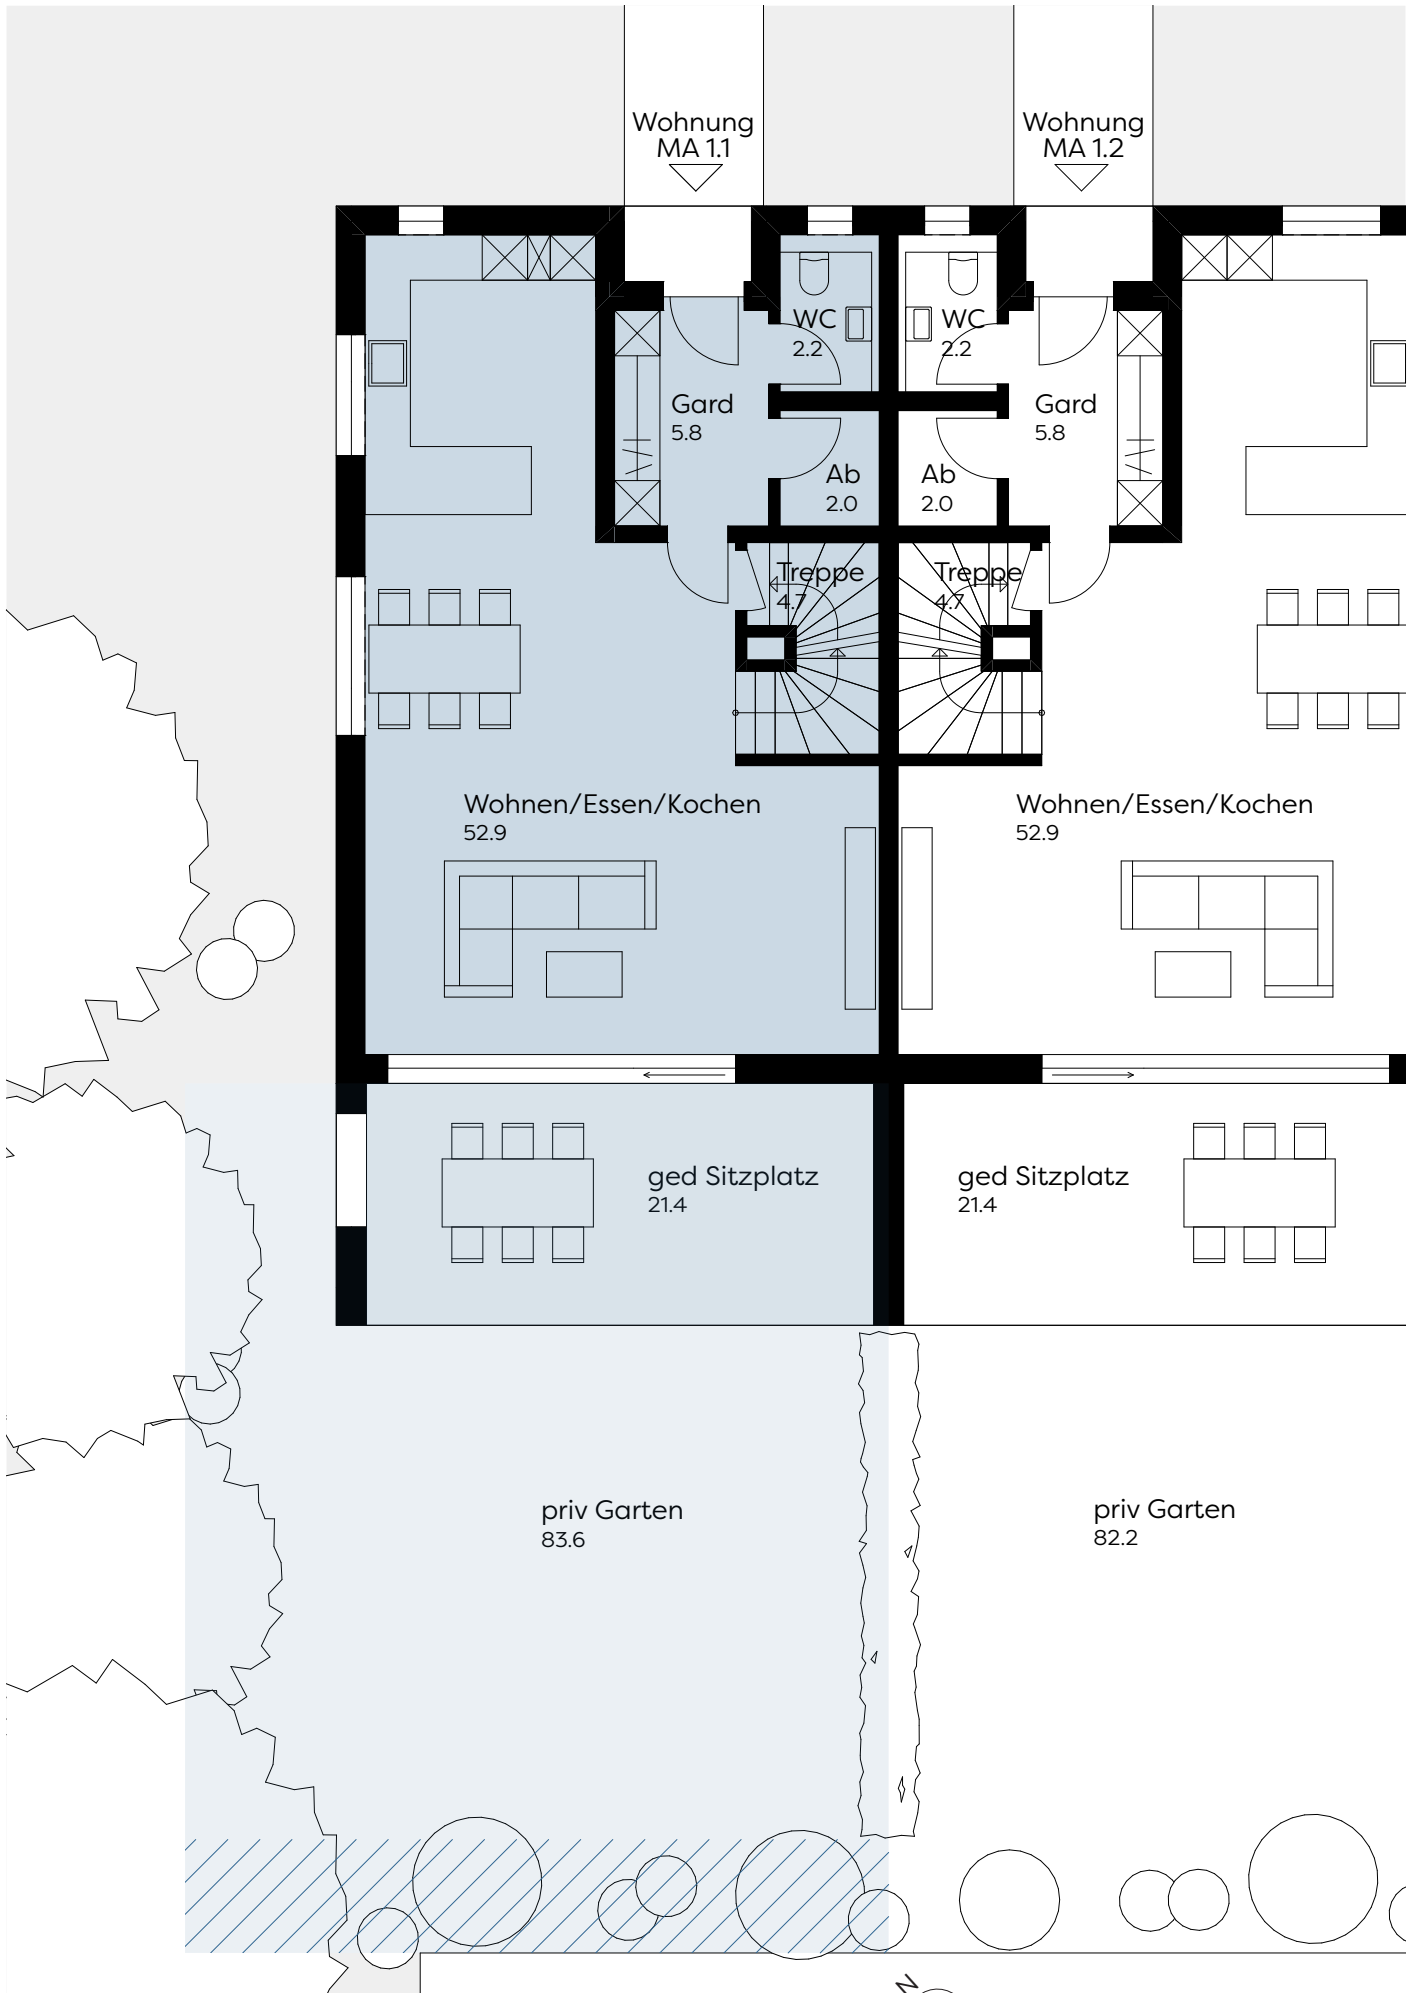 Wohnung
MA 1.1
Wohnung
MA 1.2
WC
2.2
WC
2.2
Gard
5.8
Gard
5.8
Ab
2.0
Ab
2.0
Treppe
4.7
Treppe
4.7
Wohnen/Essen/Kochen
52.9
Wohnen/Essen/Kochen
52.9
ged Sitzplatz
21.4
ged Sitzplatz
21.4
priv Garten
83.6
priv Garten
82.2
N